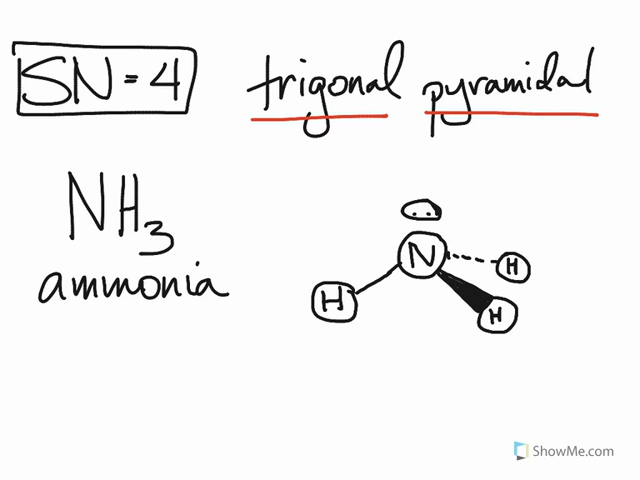 SN = 4
trigonal pyramidal
NH3
ammonia
N
H
H
H
ShowMe.com